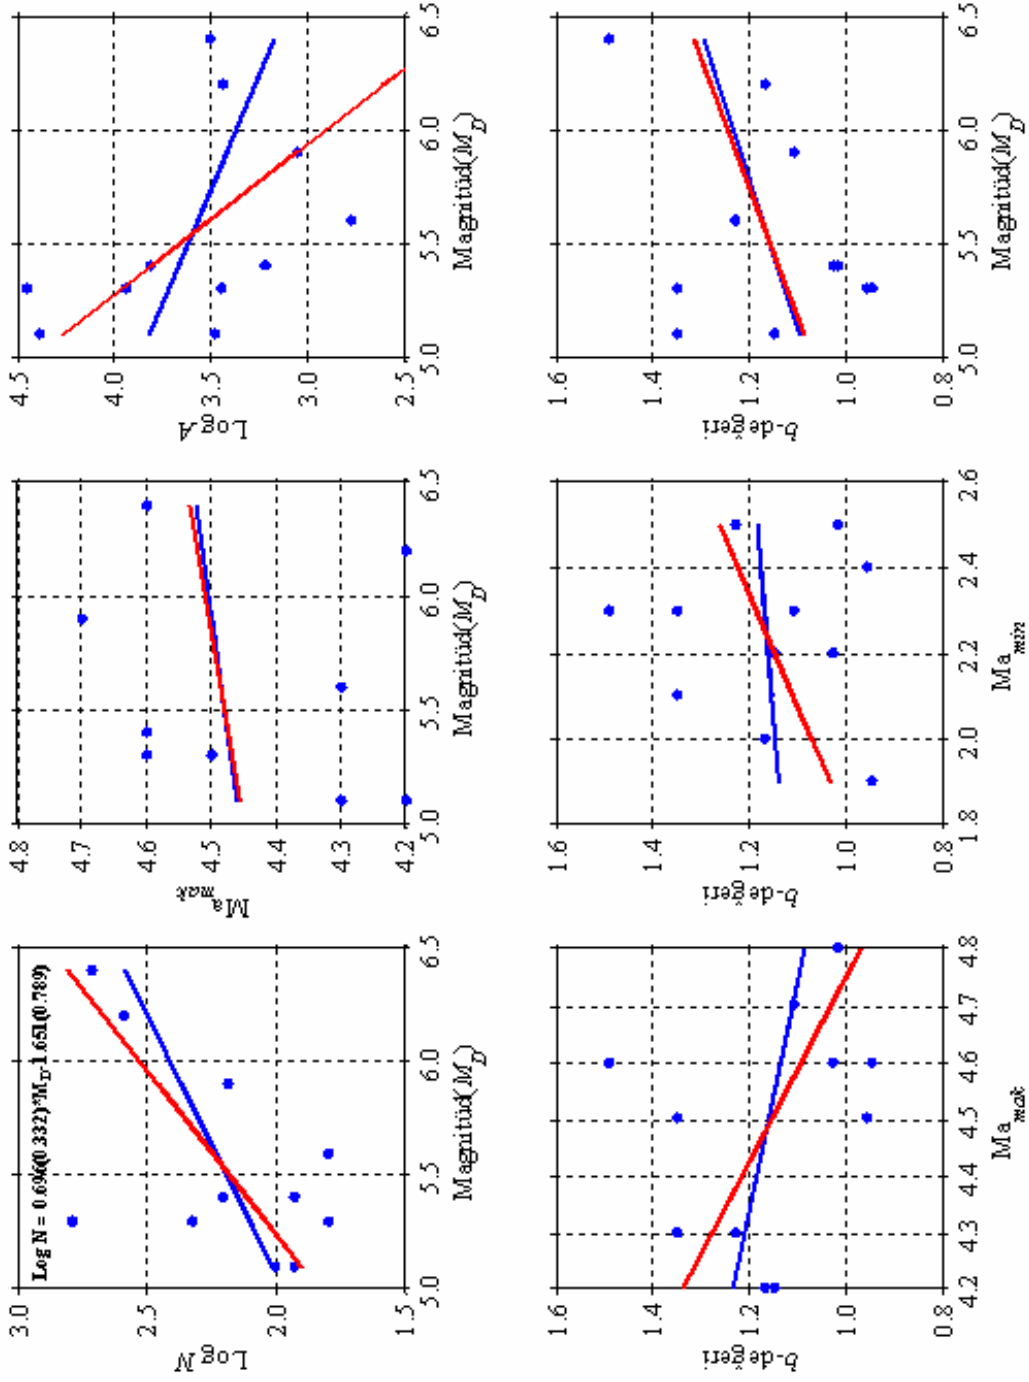 Log N = 0.696(0.332)*M_D-1.651(0.789)
3.0
2.5
2.0
1.5
Log N
5.0 5.5 6.0 6.5
Magnitüd(M_D)
4.8
4.7
4.6
4.5
4.4
4.3
4.2
Ma_mak
5.0 5.5 6.0 6.5
Magnitüd(M_D)
4.5
4.0
3.5
3.0
2.5
Log A
5.0 5.5 6.0 6.5
Magnitüd(M_D)
1.6
1.4
1.2
1.0
0.8
b-değeri
4.2 4.3 4.4 4.5 4.6 4.7 4.8
Ma_mak
1.6
1.4
1.2
1.0
0.8
b-değeri
1.8 2.0 2.2 2.4 2.6
Ma_min
1.6
1.4
1.2
1.0
0.8
b-değeri
5.0 5.5 6.0 6.5
Magnitüd(M_D)